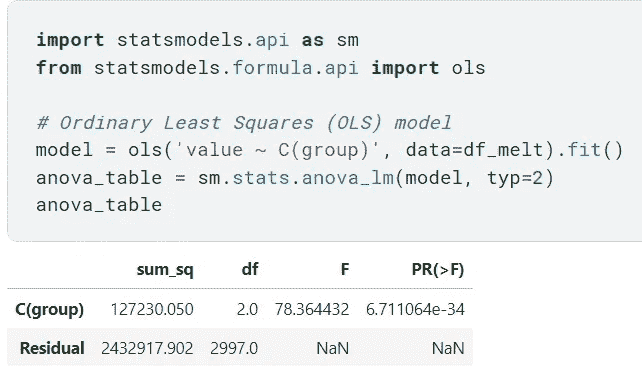 import statsmodels.api as sm
from statsmodels.formula.api import ols
# Ordinary Least Squares (OLS) model
model = ols('value ~ C(group)', data=df_melt).fit()
anova_table = sm.stats.anova_lm(model, typ=2)
anova_table
sum_sq df F PR(>F)
C(group) 127230.050 2.0 78.364432 6.711064e-34
Residual 2432917.902 2997.0 NaN NaN